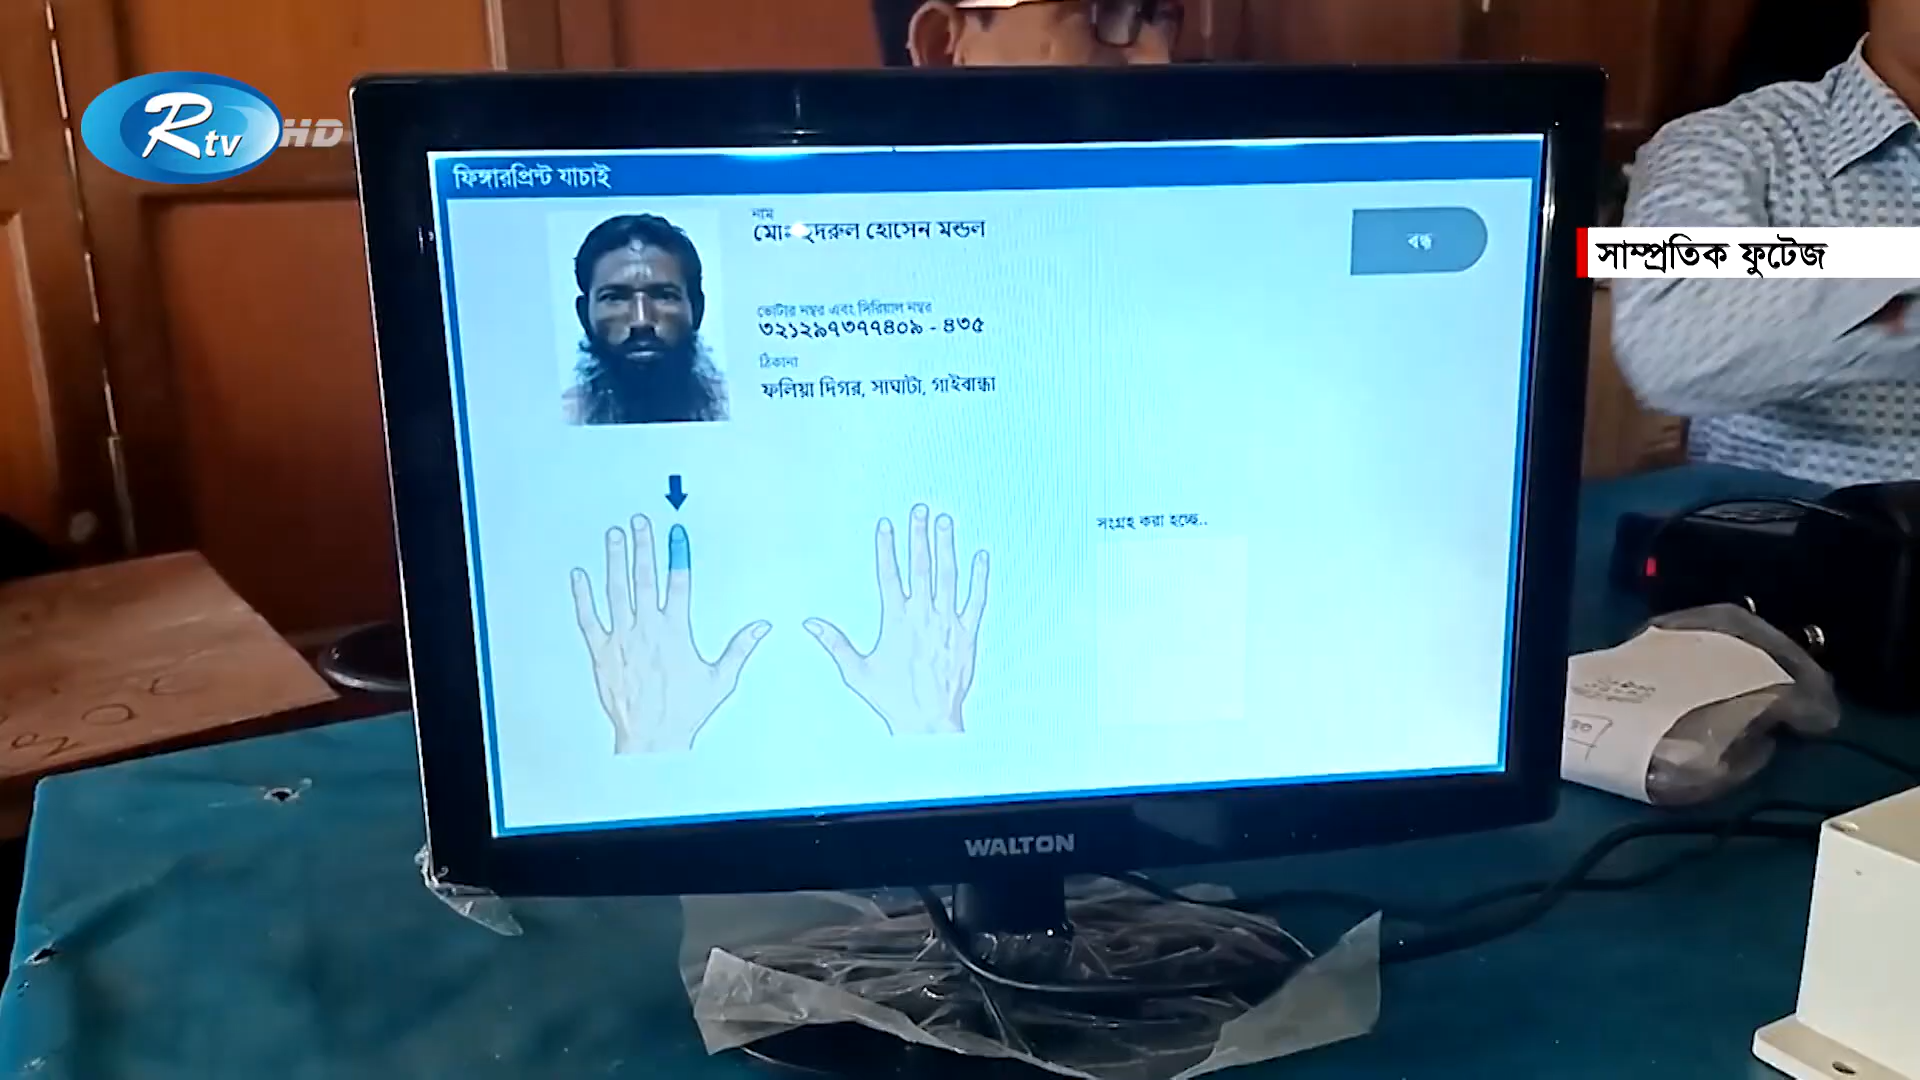 Rtv HD
ফিঙ্গারপ্রিন্ট যাচাই
নাম
হোসেন মন্ডল
বন্ধ
সাম্প্রতিক ফুটেজ
ভোটার নম্বর এবং সিরিয়াল নম্বর
৩২১২৯৭৩৭৭৪০৯ - ৪৩৫
ঠিকানা
ফলিয়া দিগর, সাঘাটা, গাইবান্ধা
সংগ্রহ করা হচ্ছে..
WALTON